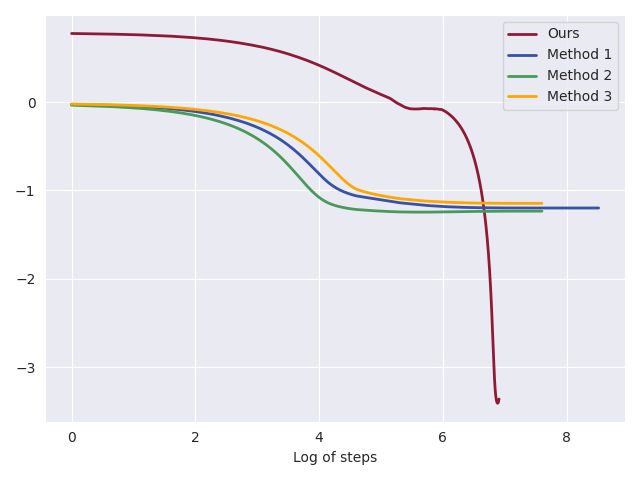 Ours
Method 1
Method 2
Method 3
0
−1
−2
−3
0 2 4 6 8
Log of steps